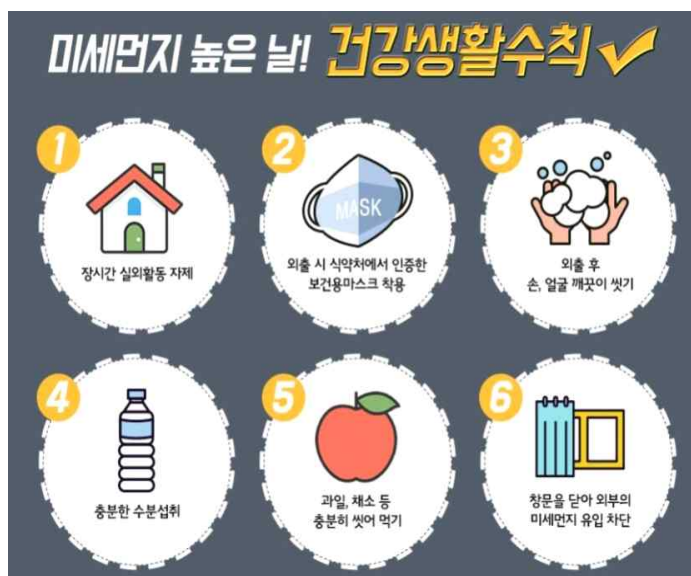 미세먼지 높은 날! 건강생활수칙
1
장시간 실외활동 자제
2
MASK
외출 시 식약처에서 인증한
보건용마스크 착용
3
외출 후
손, 얼굴 깨끗이 씻기
4
충분한 수분섭취
5
과일, 채소 등
충분히 씻어 먹기
6
창문을 닫아 외부의
미세먼지 유입 차단